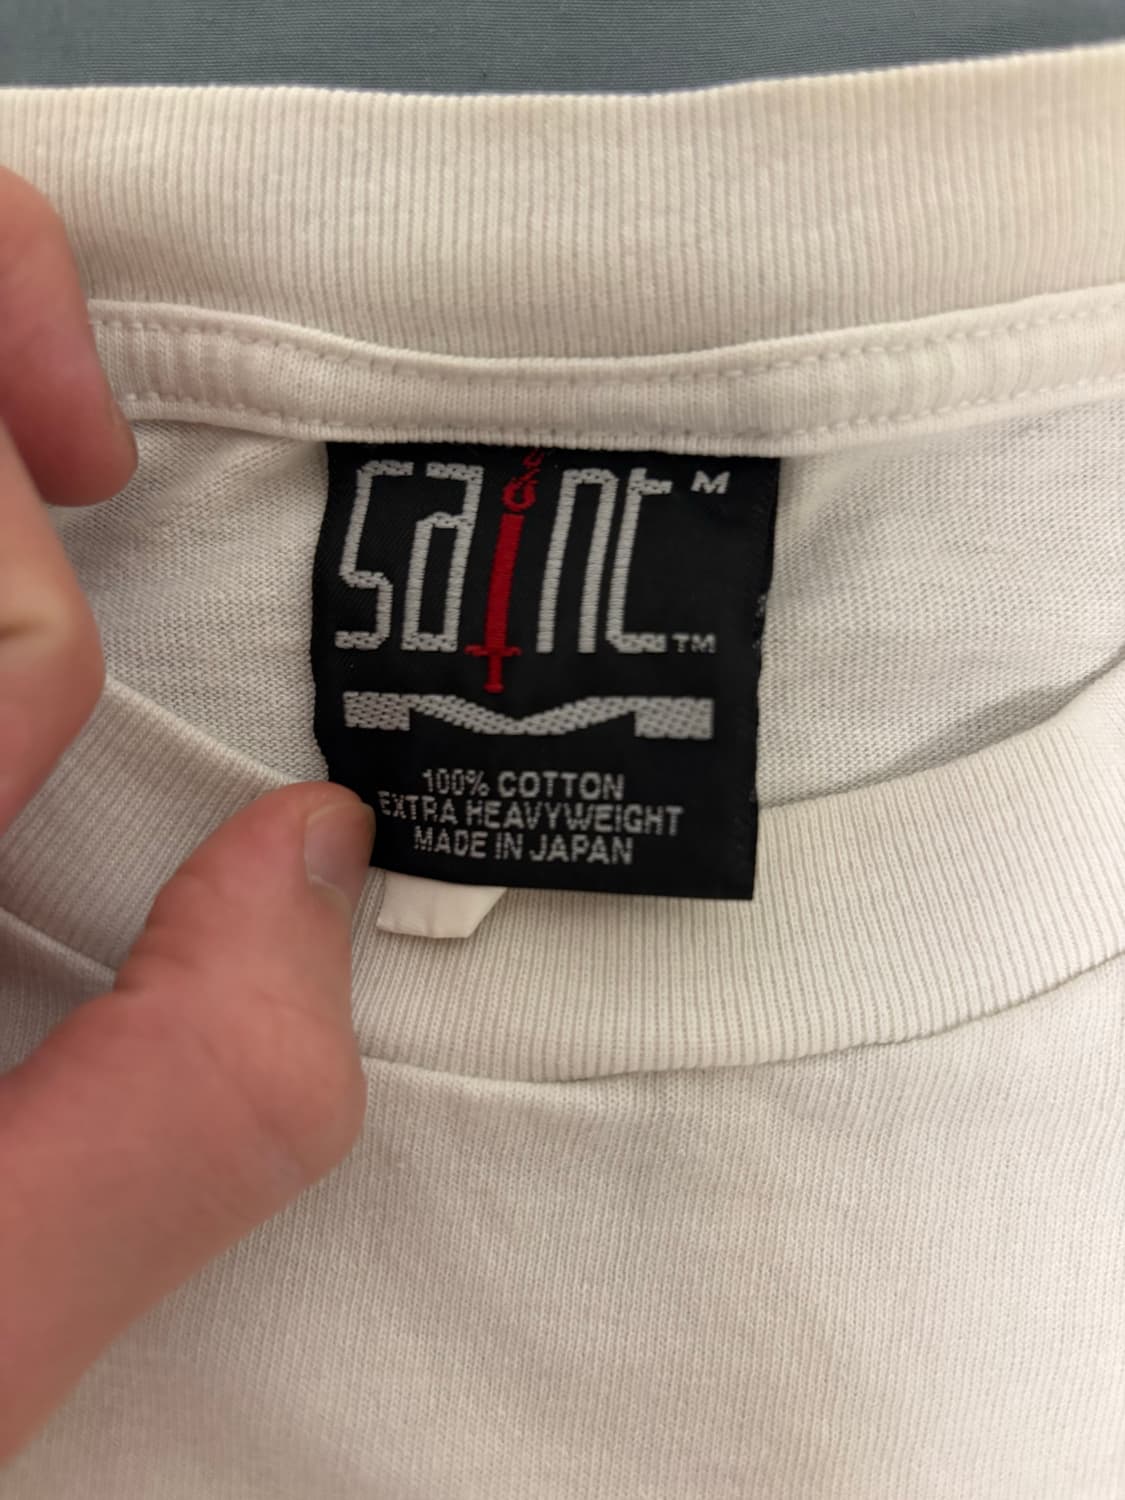 saint M
TM
100% COTTON
EXTRA HEAVYWEIGHT
MADE IN JAPAN